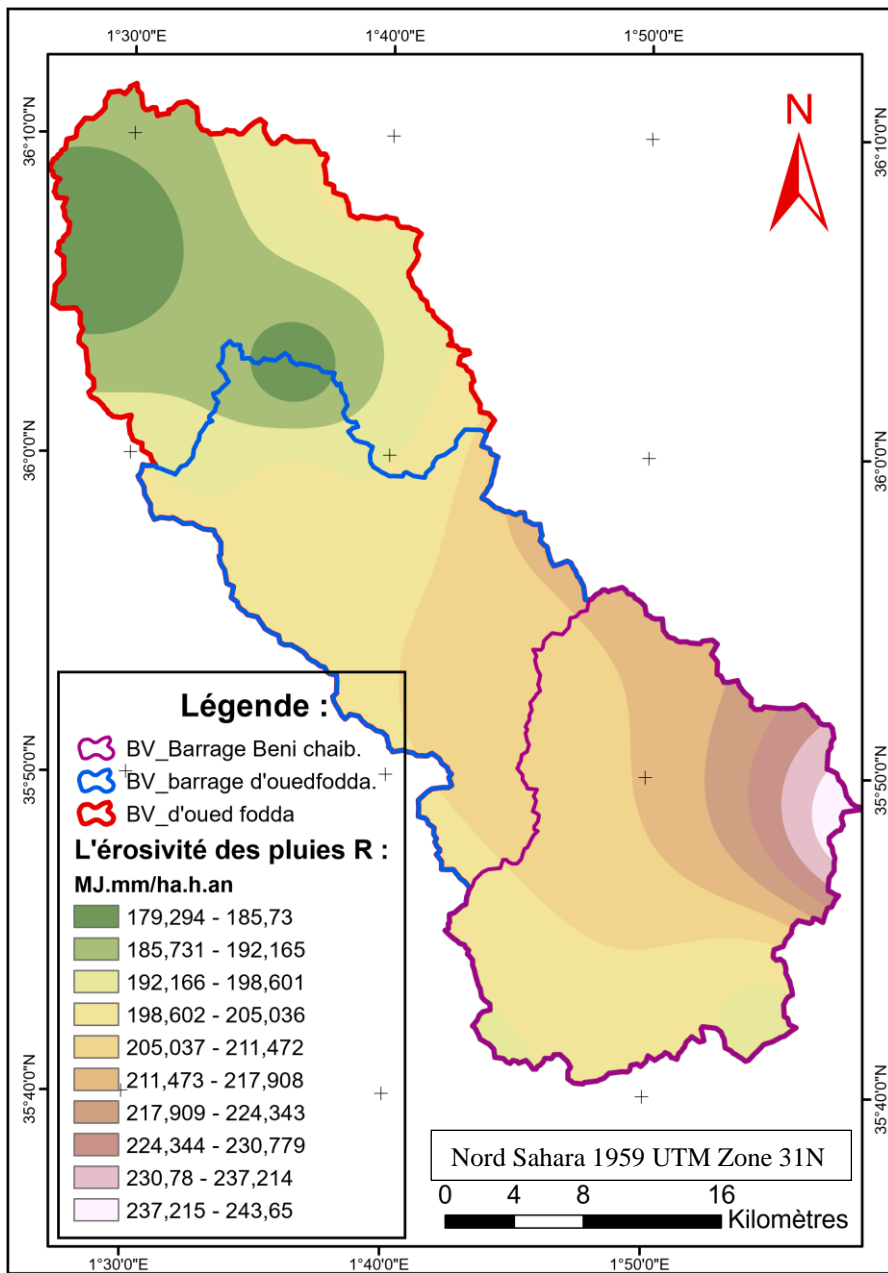 1°30'0"E 1°40'0"E 1°50'0"E
N
36°10'0"N 36°10'0"N
36°0'0"N 36°0'0"N
35°50'0"N 35°50'0"N
35°40'0"N 35°40'0"N
Légende :
BV_Barrage Beni chaib.
BV_barrage d'ouedfodda.
BV_d'oued fodda
L'érosivité des pluies R :
MJ.mm/ha.h.an
179,294 - 185,73
185,731 - 192,165
192,166 - 198,601
198,602 - 205,036
205,037 - 211,472
211,473 - 217,908
217,909 - 224,343
224,344 - 230,779
230,78 - 237,214
237,215 - 243,65
Nord Sahara 1959 UTM Zone 31N
0 4 8 16
Kilomètres
1°30'0"E 1°40'0"E 1°50'0"E